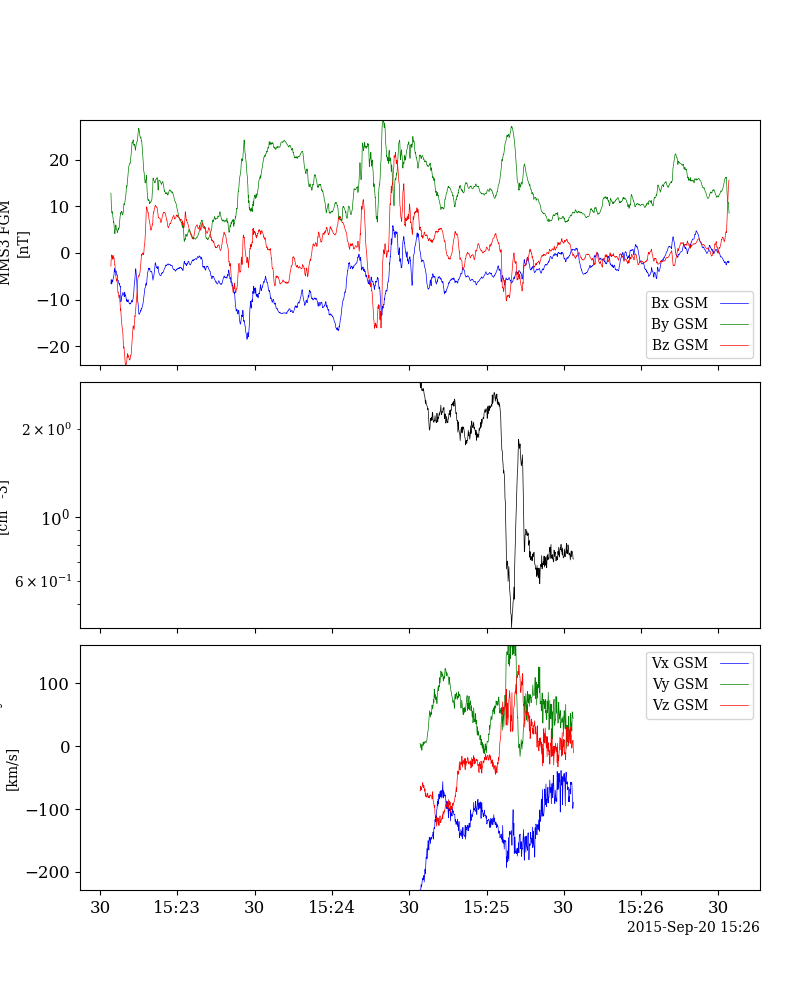 MMS3 FGM
[nT]
20
10
0
−10
−20
Bx GSM
By GSM
Bz GSM
2 × 10⁰
10⁰
6 × 10⁻¹
Vx GSM
Vy GSM
Vz GSM
[km/s]
100
0
−100
−200
30
15:23
30
15:24
30
15:25
30
15:26
30
2015-Sep-20 15:26